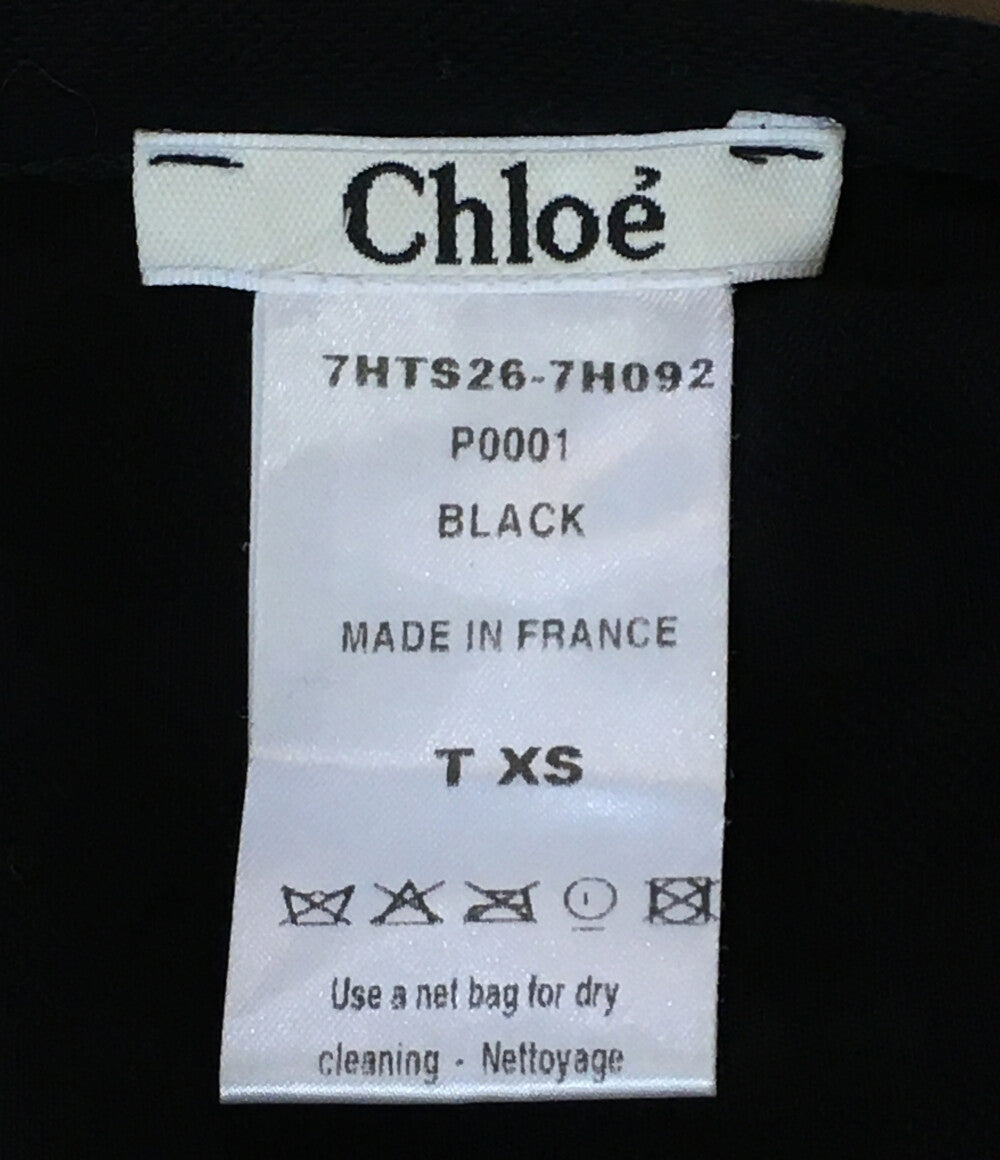 Chloé
7HTS26-7H092
P0001
BLACK
MADE IN FRANCE
T XS
Use a net bag for dry
cleaning - Nettoyage